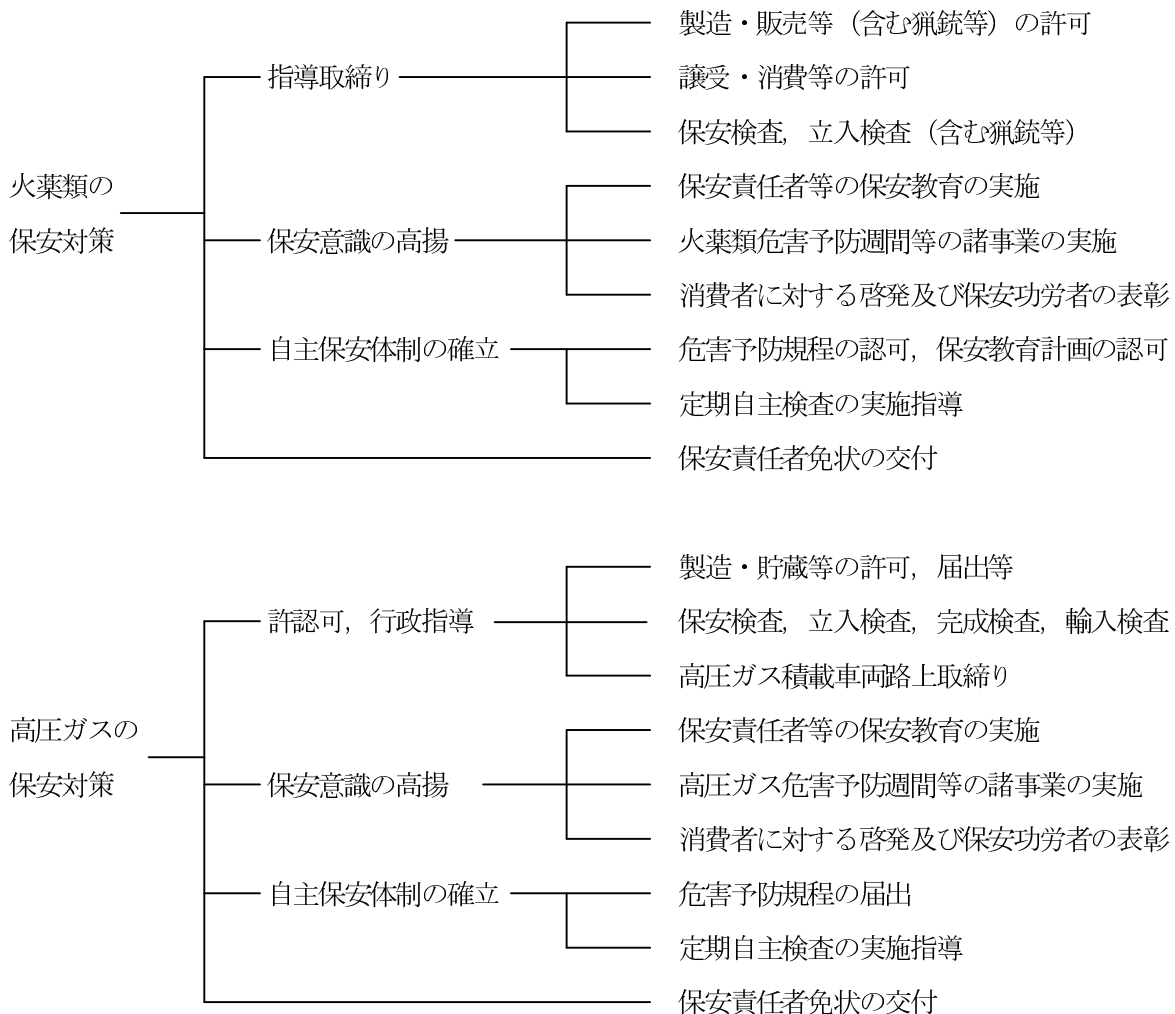 火薬類の
保安対策
指導取締り
製造・販売等（含む猟銃等）の許可
譲受・消費等の許可
保安検査，立入検査（含む猟銃等）
保安意識の高揚
保安責任者等の保安教育の実施
火薬類危害予防週間等の諸事業の実施
消費者に対する啓発及び保安功労者の表彰
自主保安体制の確立
危害予防規程の認可，保安教育計画の認可
定期自主検査の実施指導
保安責任者免状の交付
高圧ガスの
保安対策
許認可，行政指導
製造・貯蔵等の許可，届出等
保安検査，立入検査，完成検査，輸入検査
高圧ガス積載車両路上取締り
保安意識の高揚
保安責任者等の保安教育の実施
高圧ガス危害予防週間等の諸事業の実施
消費者に対する啓発及び保安功労者の表彰
自主保安体制の確立
危害予防規程の届出
定期自主検査の実施指導
保安責任者免状の交付